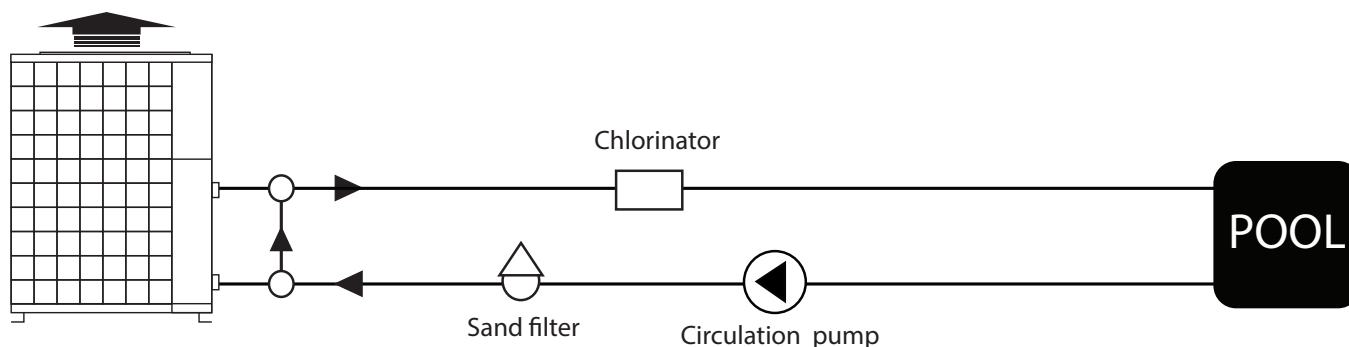 Chlorinator
POOL
Sand filter
Circulation pump